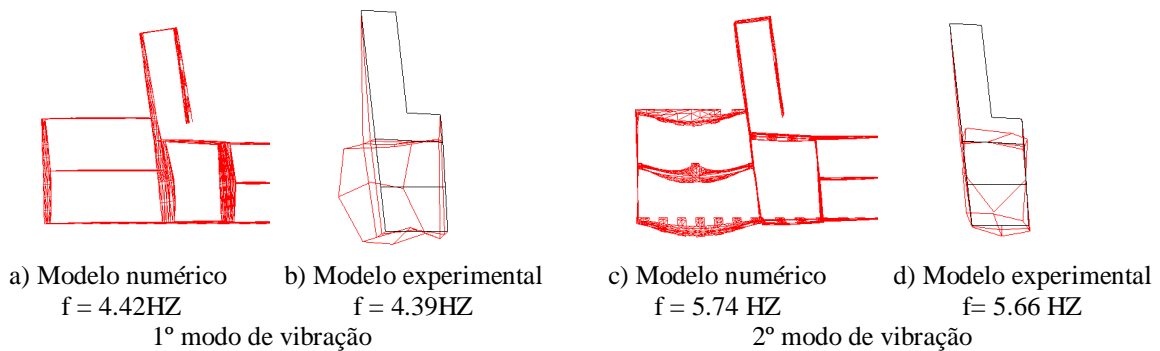 a) Modelo numérico
f = 4.42HZ
b) Modelo experimental
f = 4.39HZ
1º modo de vibração
c) Modelo numérico
f = 5.74 HZ
d) Modelo experimental
f= 5.66 HZ
2º modo de vibração